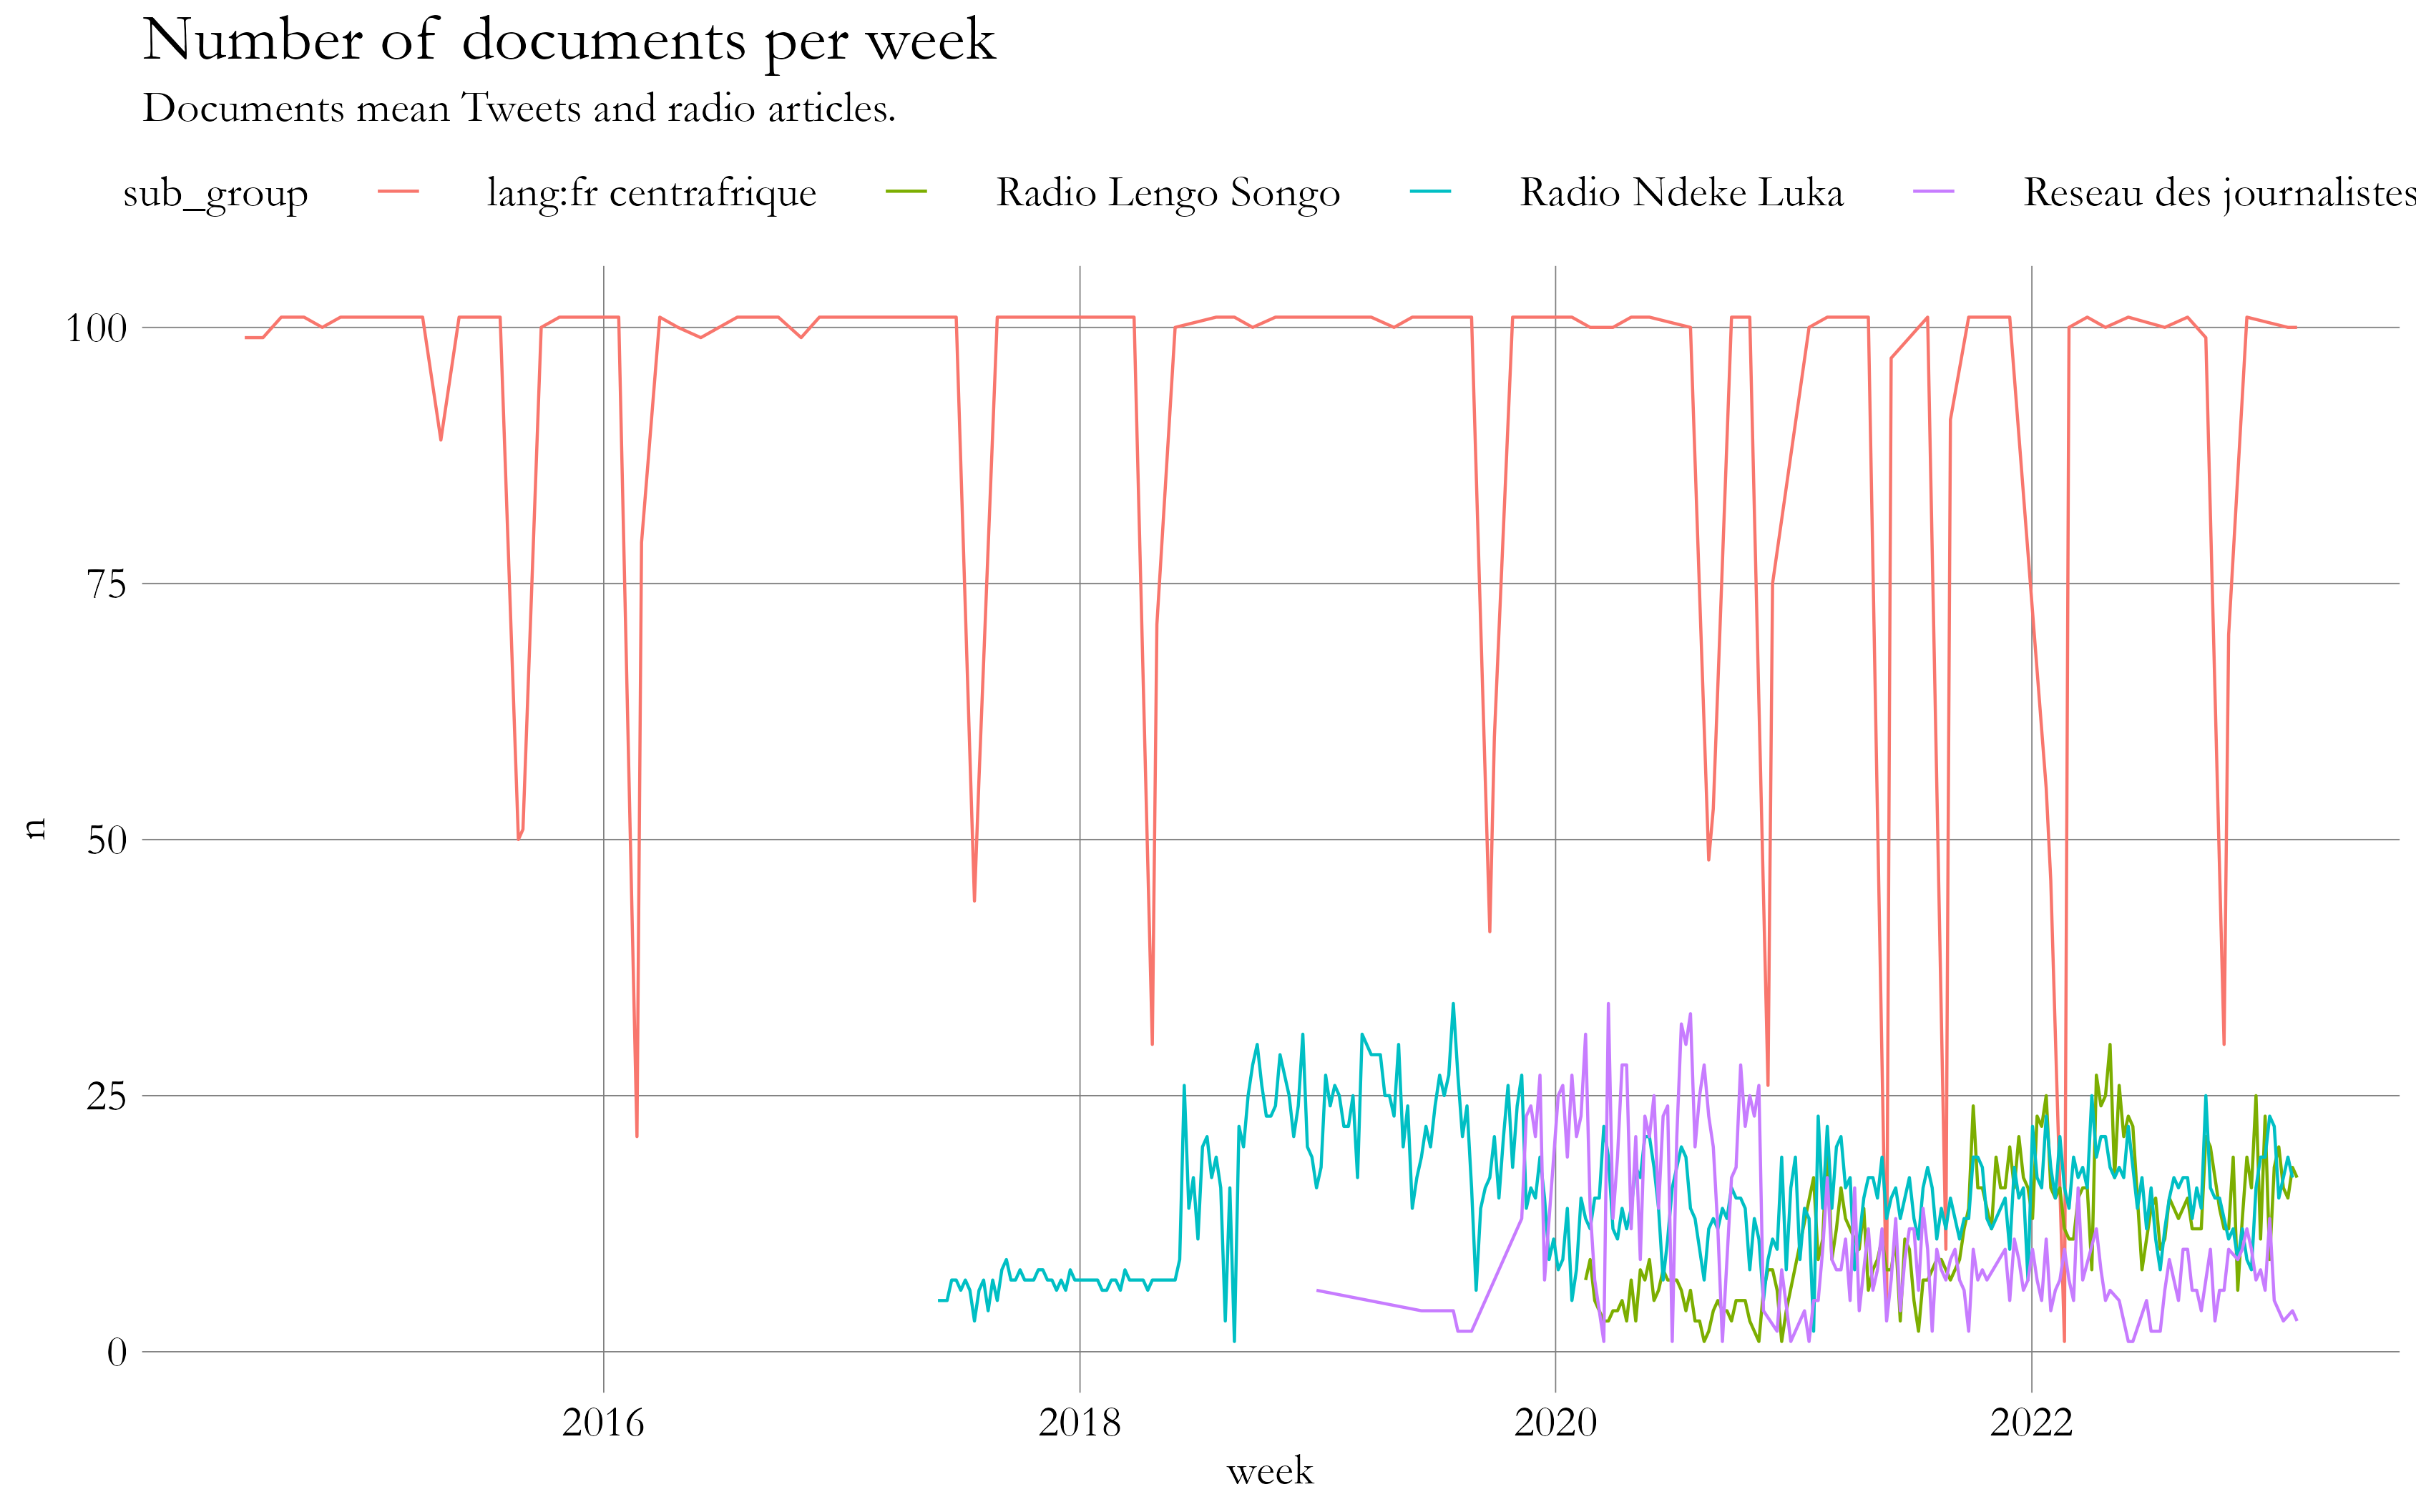 Number of documents per week
Documents mean Tweets and radio articles.
sub_group lang:fr centrafrique Radio Lengo Songo Radio Ndeke Luka Reseau des journalistes
100
75
50
25
0
n
2016 2018 2020 2022
week